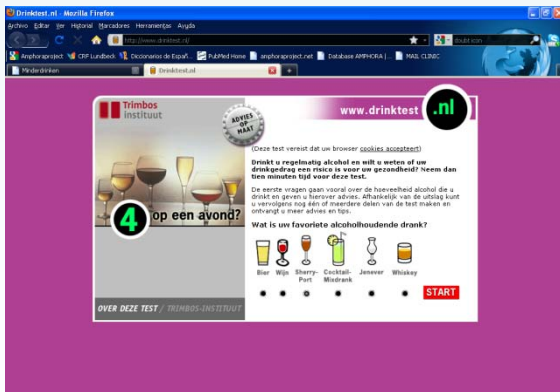 Drinktest.nl - Mozilla Firefox
Archivo Editar Ver Historial Marcadores Herramientas Ayuda
http://www.drinktest.nl/
doubt icon
Anphoraproject CRF Lundbeck Diccionarios de Españ... PubMed Home anphoraproject.net Database AMPHORA |... MAIL CLINIC
Minderdrinken
Drinktest.nl
Trimbos
instituut
ADVIES
OP
MAAT
4 op een avond?
OVER DEZE TEST / TRIMBOS-INSTITUUT
www.drinktest .nl
(Deze test vereist dat uw browser cookies accepteert)
Drinkt u regelmatig alcohol en wilt u weten of uw
drinkgedrag een risico is voor uw gezondheid? Neem dan
tien minuten tijd voor deze test.
De eerste vragen gaan vooral over de hoeveelheid alcohol die u
drinkt en geven u hierover advies. Afhankelijk van de uitslag kunt
u vervolgens nog één of meerdere delen van de test maken en
ontvangt u meer advies en tips.
Wat is uw favoriete alcoholhoudende drank?
Bier Wijn Sherry-Port Cocktail-Mixdrank Jenever Whiskey
START